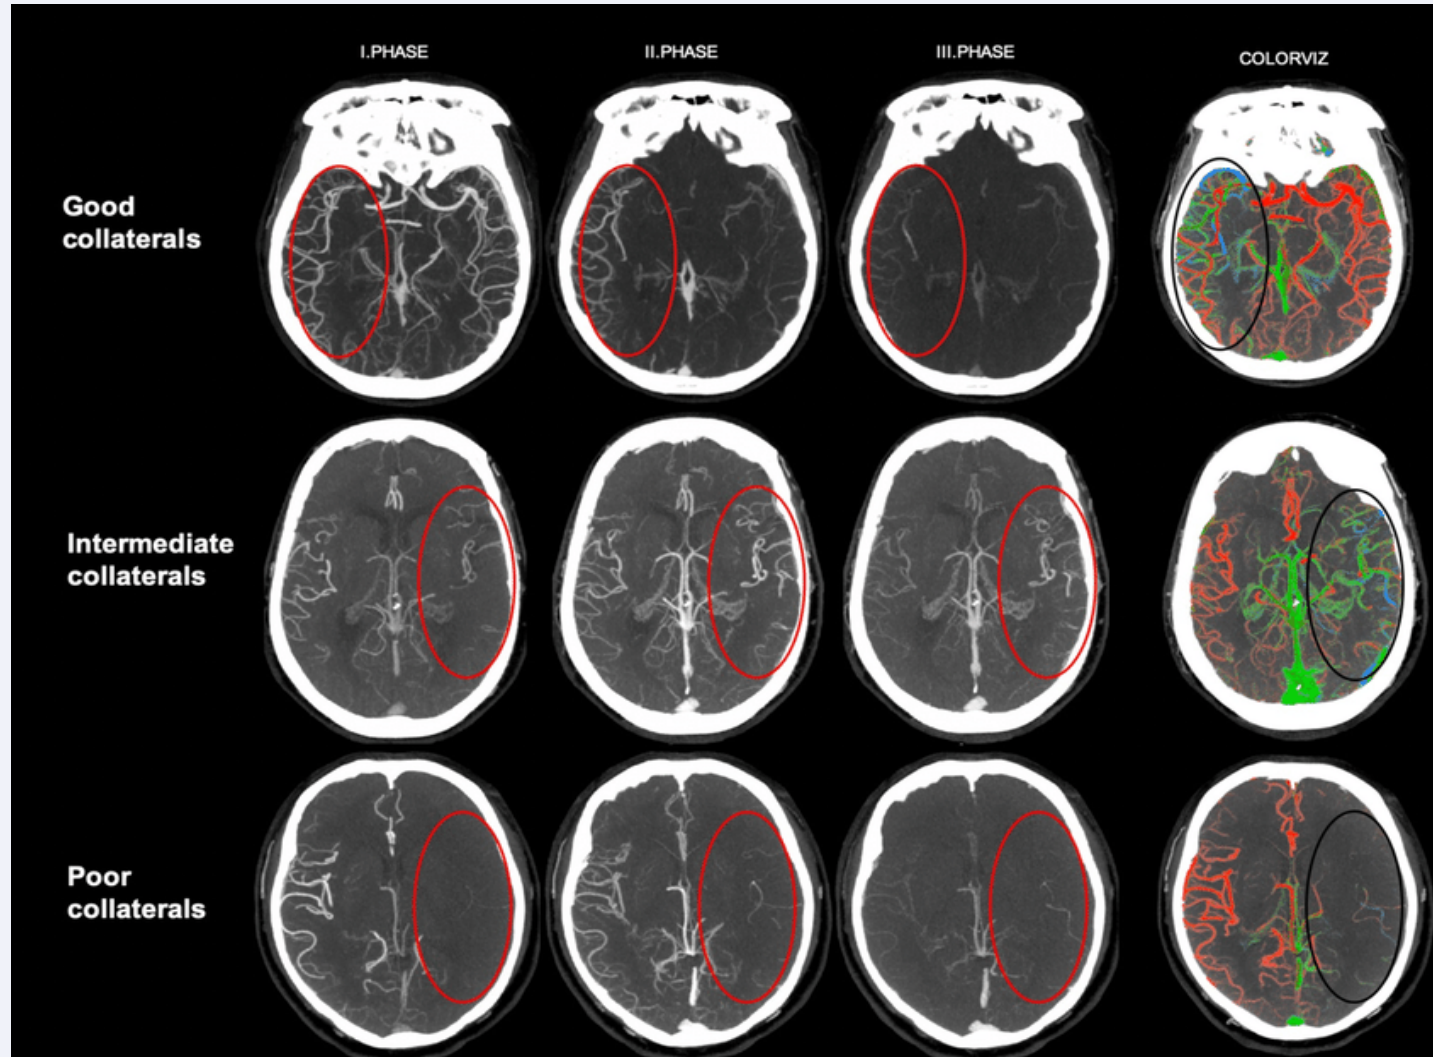 I.PHASE
II.PHASE
III.PHASE
COLORVIZ
Good
collaterals
Intermediate
collaterals
Poor
collaterals